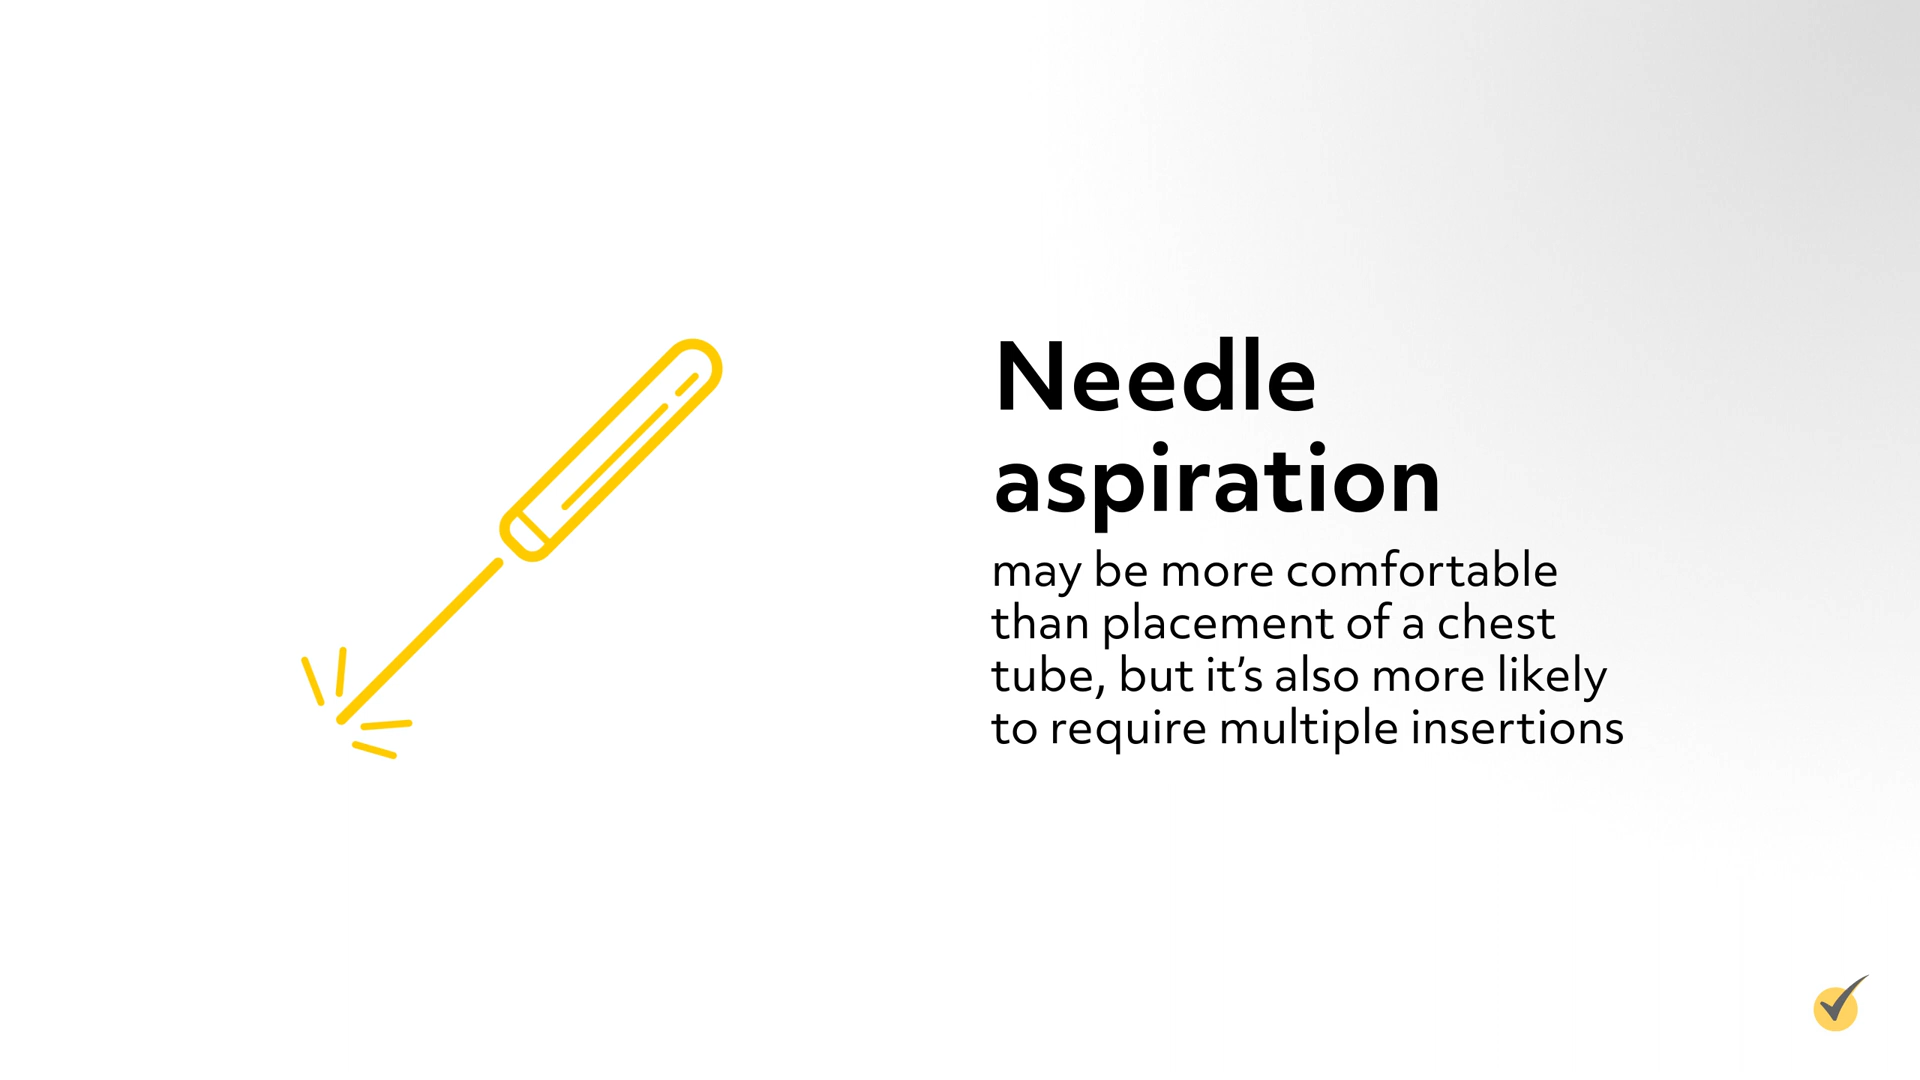 Needle
aspiration
may be more comfortable
than placement of a chest
tube, but it’s also more likely
to require multiple insertions